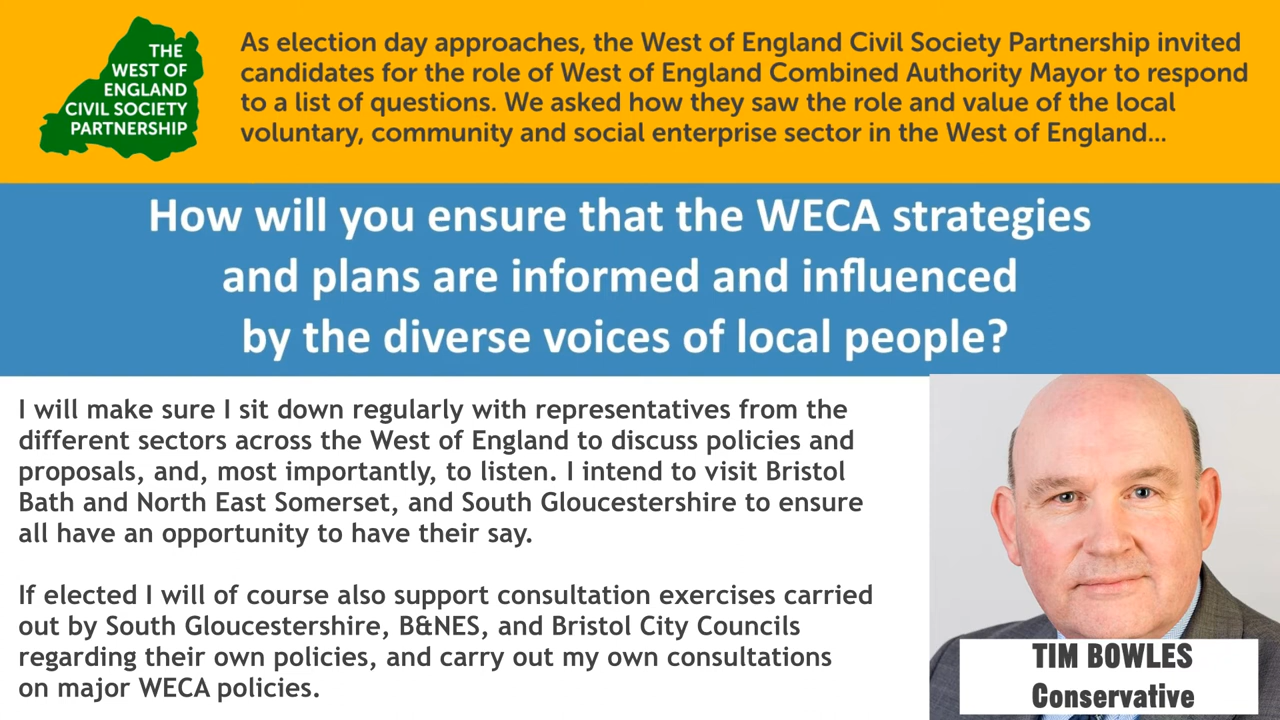 THE
WEST OF
ENGLAND
CIVIL SOCIETY
PARTNERSHIP
As election day approaches, the West of England Civil Society Partnership invited
candidates for the role of West of England Combined Authority Mayor to respond
to a list of questions. We asked how they saw the role and value of the local
voluntary, community and social enterprise sector in the West of England...
How will you ensure that the WECA strategies
and plans are informed and influenced
by the diverse voices of local people?
I will make sure I sit down regularly with representatives from the
different sectors across the West of England to discuss policies and
proposals, and, most importantly, to listen. I intend to visit Bristol
Bath and North East Somerset, and South Gloucestershire to ensure
all have an opportunity to have their say.
If elected I will of course also support consultation exercises carried
out by South Gloucestershire, B&NES, and Bristol City Councils
regarding their own policies, and carry out my own consultations
on major WECA policies.
TIM BOWLES
Conservative